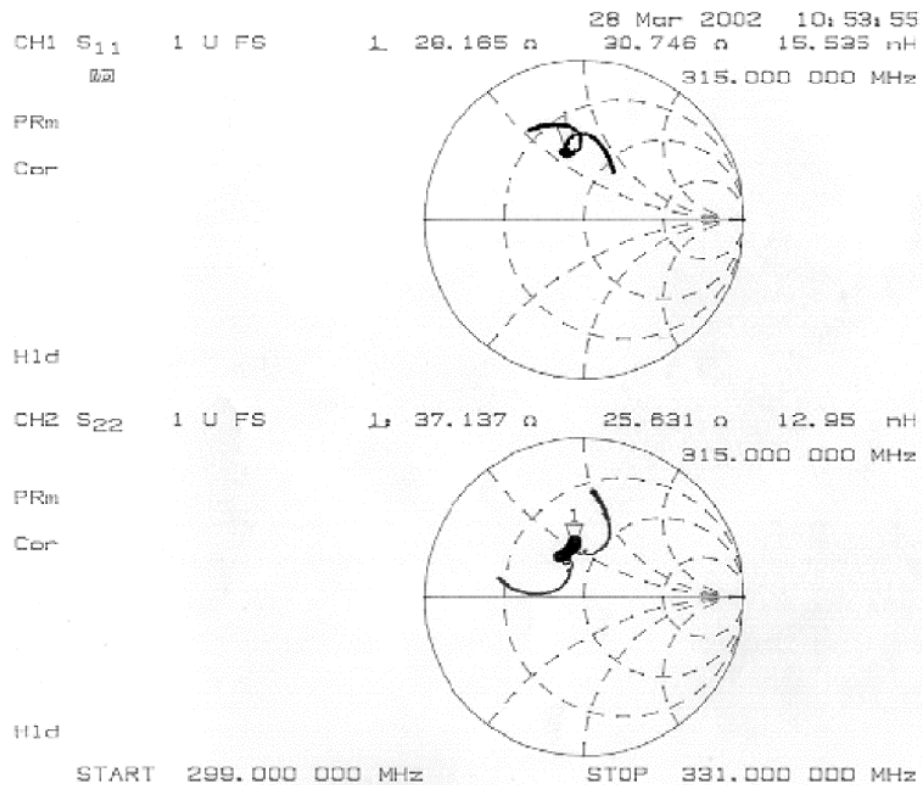 28 Mar 2002 10:53:55
CH1 S11 1 U FS 1 28.165 Ω 30.746 Ω 15.535 nH
315.000 000 MHz
PRm
Cor
1
Hld
CH2 S22 1 U FS 1: 37.137 Ω 25.631 Ω 12.95 nH
315.000 000 MHz
PRm
1
Cor
Hld
START 299.000 000 MHz STOP 331.000 000 MHz